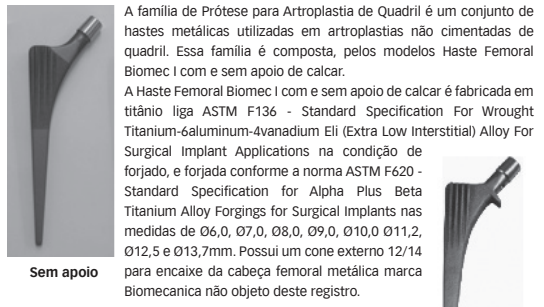 A família de Prótese para Artroplastia de Quadril é um conjunto de
hastes metálicas utilizadas em artroplastias não cimentadas de
quadril. Essa família é composta, pelos modelos Haste Femoral
Biomec I com e sem apoio de calcar.
A Haste Femoral Biomec I com e sem apoio de calcar é fabricada em
titânio liga ASTM F136 - Standard Specification For Wrought
Titanium-6aluminum-4vanadium Eli (Extra Low Interstitial) Alloy For
Surgical Implant Applications na condição de
forjado, e forjada conforme a norma ASTM F620 -
Standard Specification for Alpha Plus Beta
Titanium Alloy Forgings for Surgical Implants nas
medidas de Ø6,0, Ø7,0, Ø8,0, Ø9,0, Ø10,0 Ø11,2,
Ø12,5 e Ø13,7mm. Possui um cone externo 12/14
para encaixe da cabeça femoral metálica marca
Biomecanica não objeto deste registro.
Sem apoio